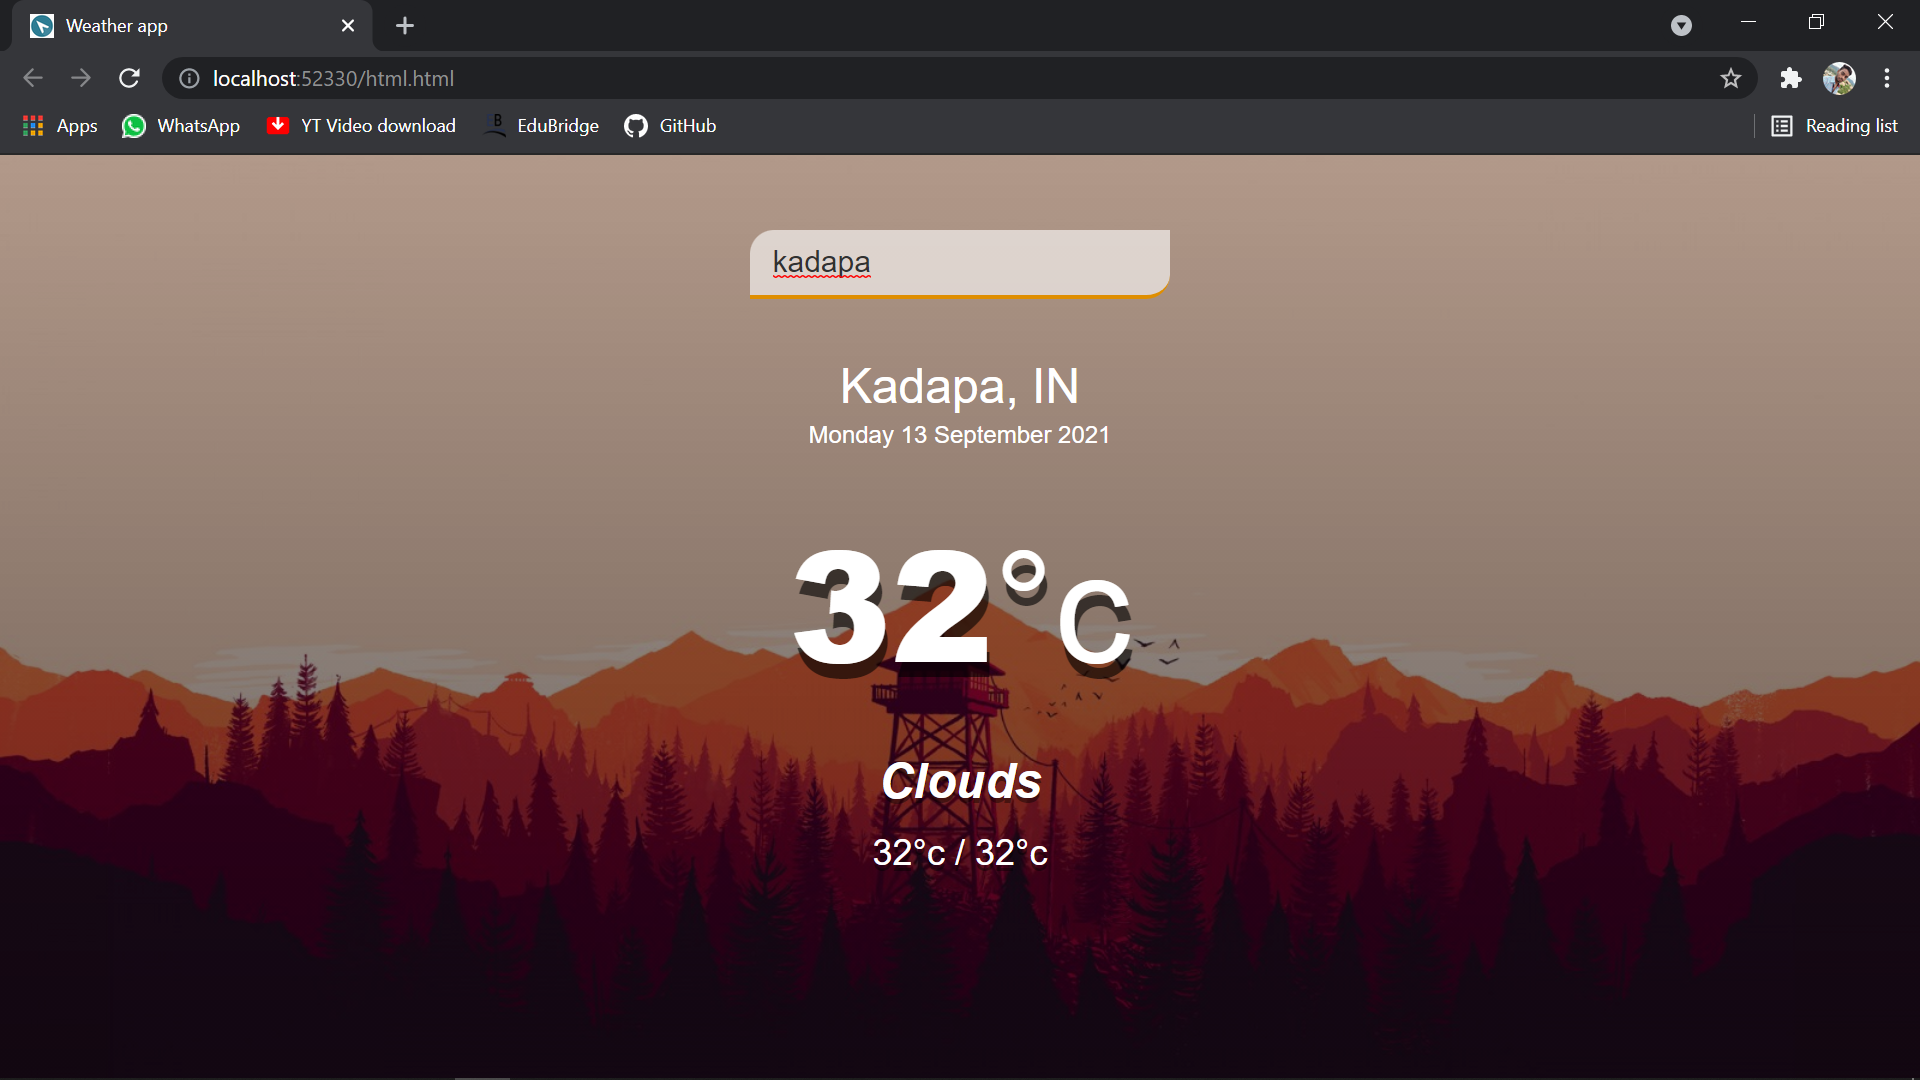 Weather app
localhost:52330/html.html
Apps WhatsApp YT Video download B EduBridge GitHub Reading list
kadapa
Kadapa, IN
Monday 13 September 2021
32°c
Clouds
32°c / 32°c